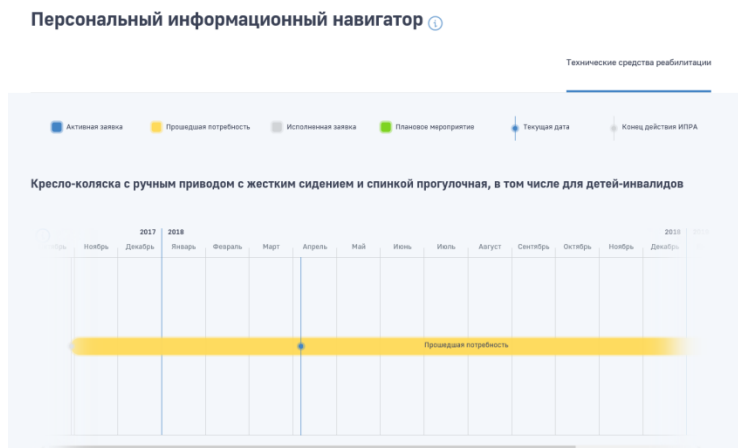 Персональный информационный навигатор
Технические средства реабилитации
Активная заявка Прошедшая потребность Исполненная заявка Плановое мероприятие Текущая дата Конец действия ИПРА
Кресло-коляска с ручным приводом с жестким сидением и спинкой прогулочная, в том числе для детей-инвалидов
2017 2018 2018
Ноябрь Декабрь Январь Февраль Март Апрель Май Июнь Июль Август Сентябрь Октябрь Ноябрь Декабрь
Прошедшая потребность